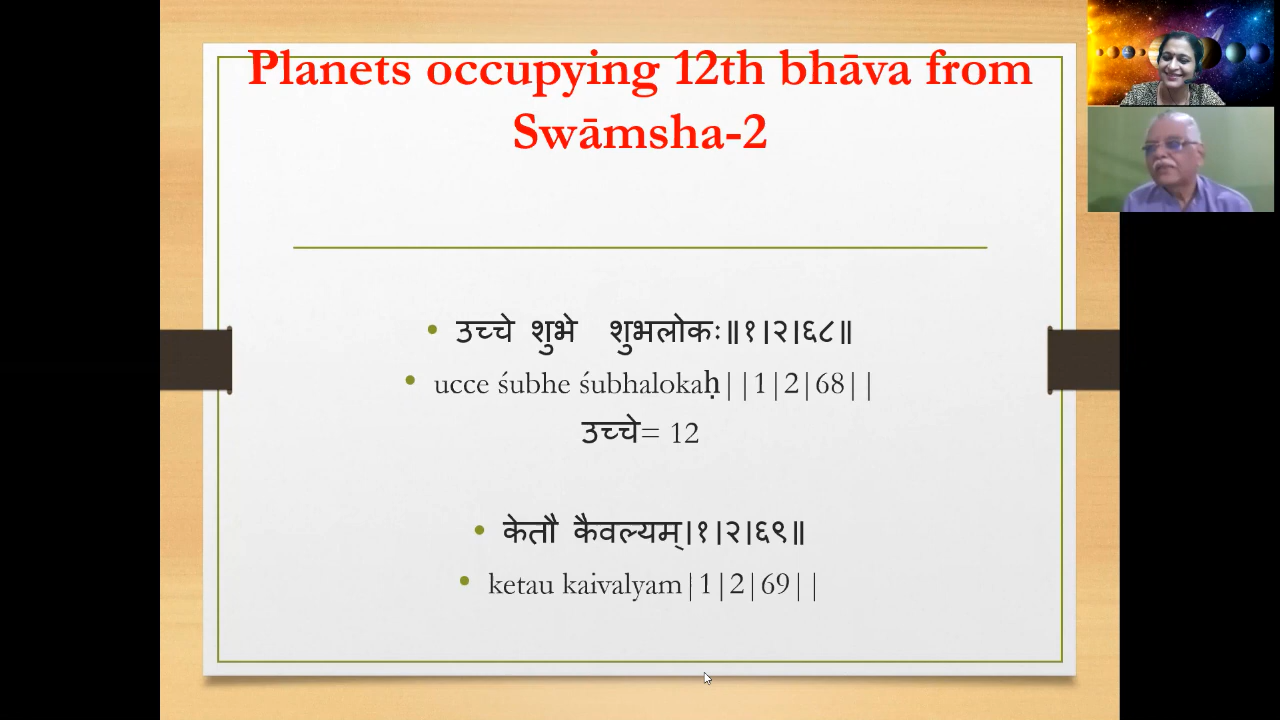 Planets occupying 12th bhāva from
Swāmsha-2
• उच्चे शुभे शुभलोकः॥१।२।६८॥
• ucce śubhe śubhalokaḥ||1|2|68||
उच्चे= 12
• केतौ कैवल्यम्।१।२।६९॥
• ketau kaivalyam|1|2|69||